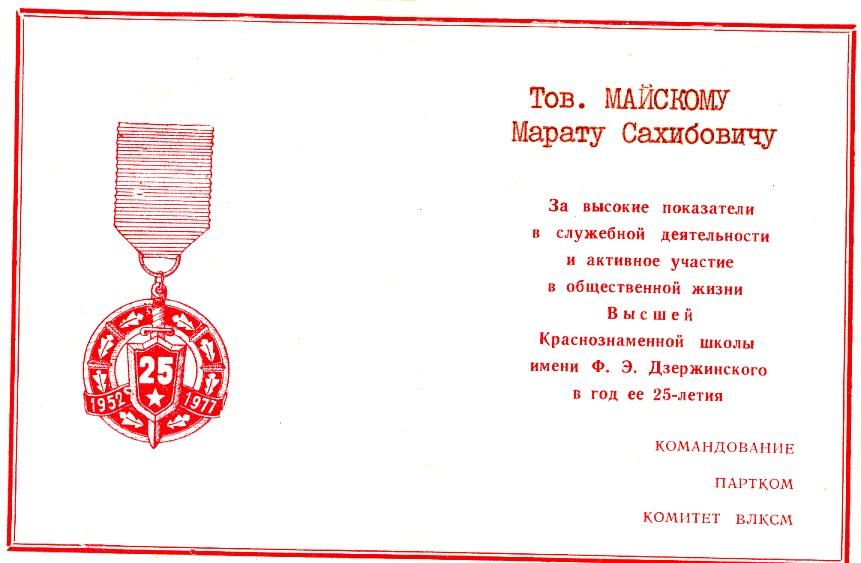 25
1952
1977
Тов. МАЙСКОМУ
Марату Сахибовичу
За высокие показатели
в служебной деятельности
и активное участие
в общественной жизни
Высшей
Краснознаменной школы
имени Ф. Э. Дзержинского
в год ее 25-летия
КОМАНДОВАНИЕ
ПАРТКОМ
КОМИТЕТ ВЛКСМ